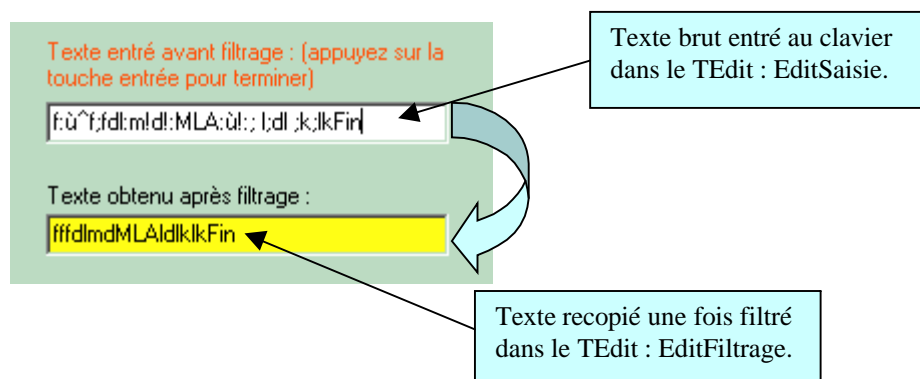 Texte entré avant filtrage : (appuyez sur la
touche entrée pour terminer)
f:ù^f;fdl:m!d!:MLA:ù!:; l;dl ;k;lkFin
Texte obtenu après filtrage :
fffdlmdMLAldlklkFin
Texte brut entré au clavier
dans le TEdit : EditSaisie.
Texte recopié une fois filtré
dans le TEdit : EditFiltrage.